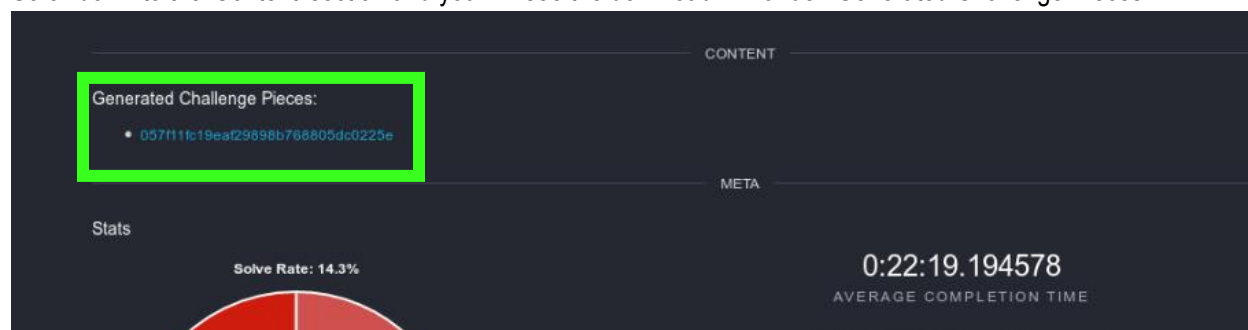 CONTENT
Generated Challenge Pieces:
• 057f11fc19eaf29898b768805dc0225e
META
Stats
Solve Rate: 14.3%
0:22:19.194578
AVERAGE COMPLETION TIME